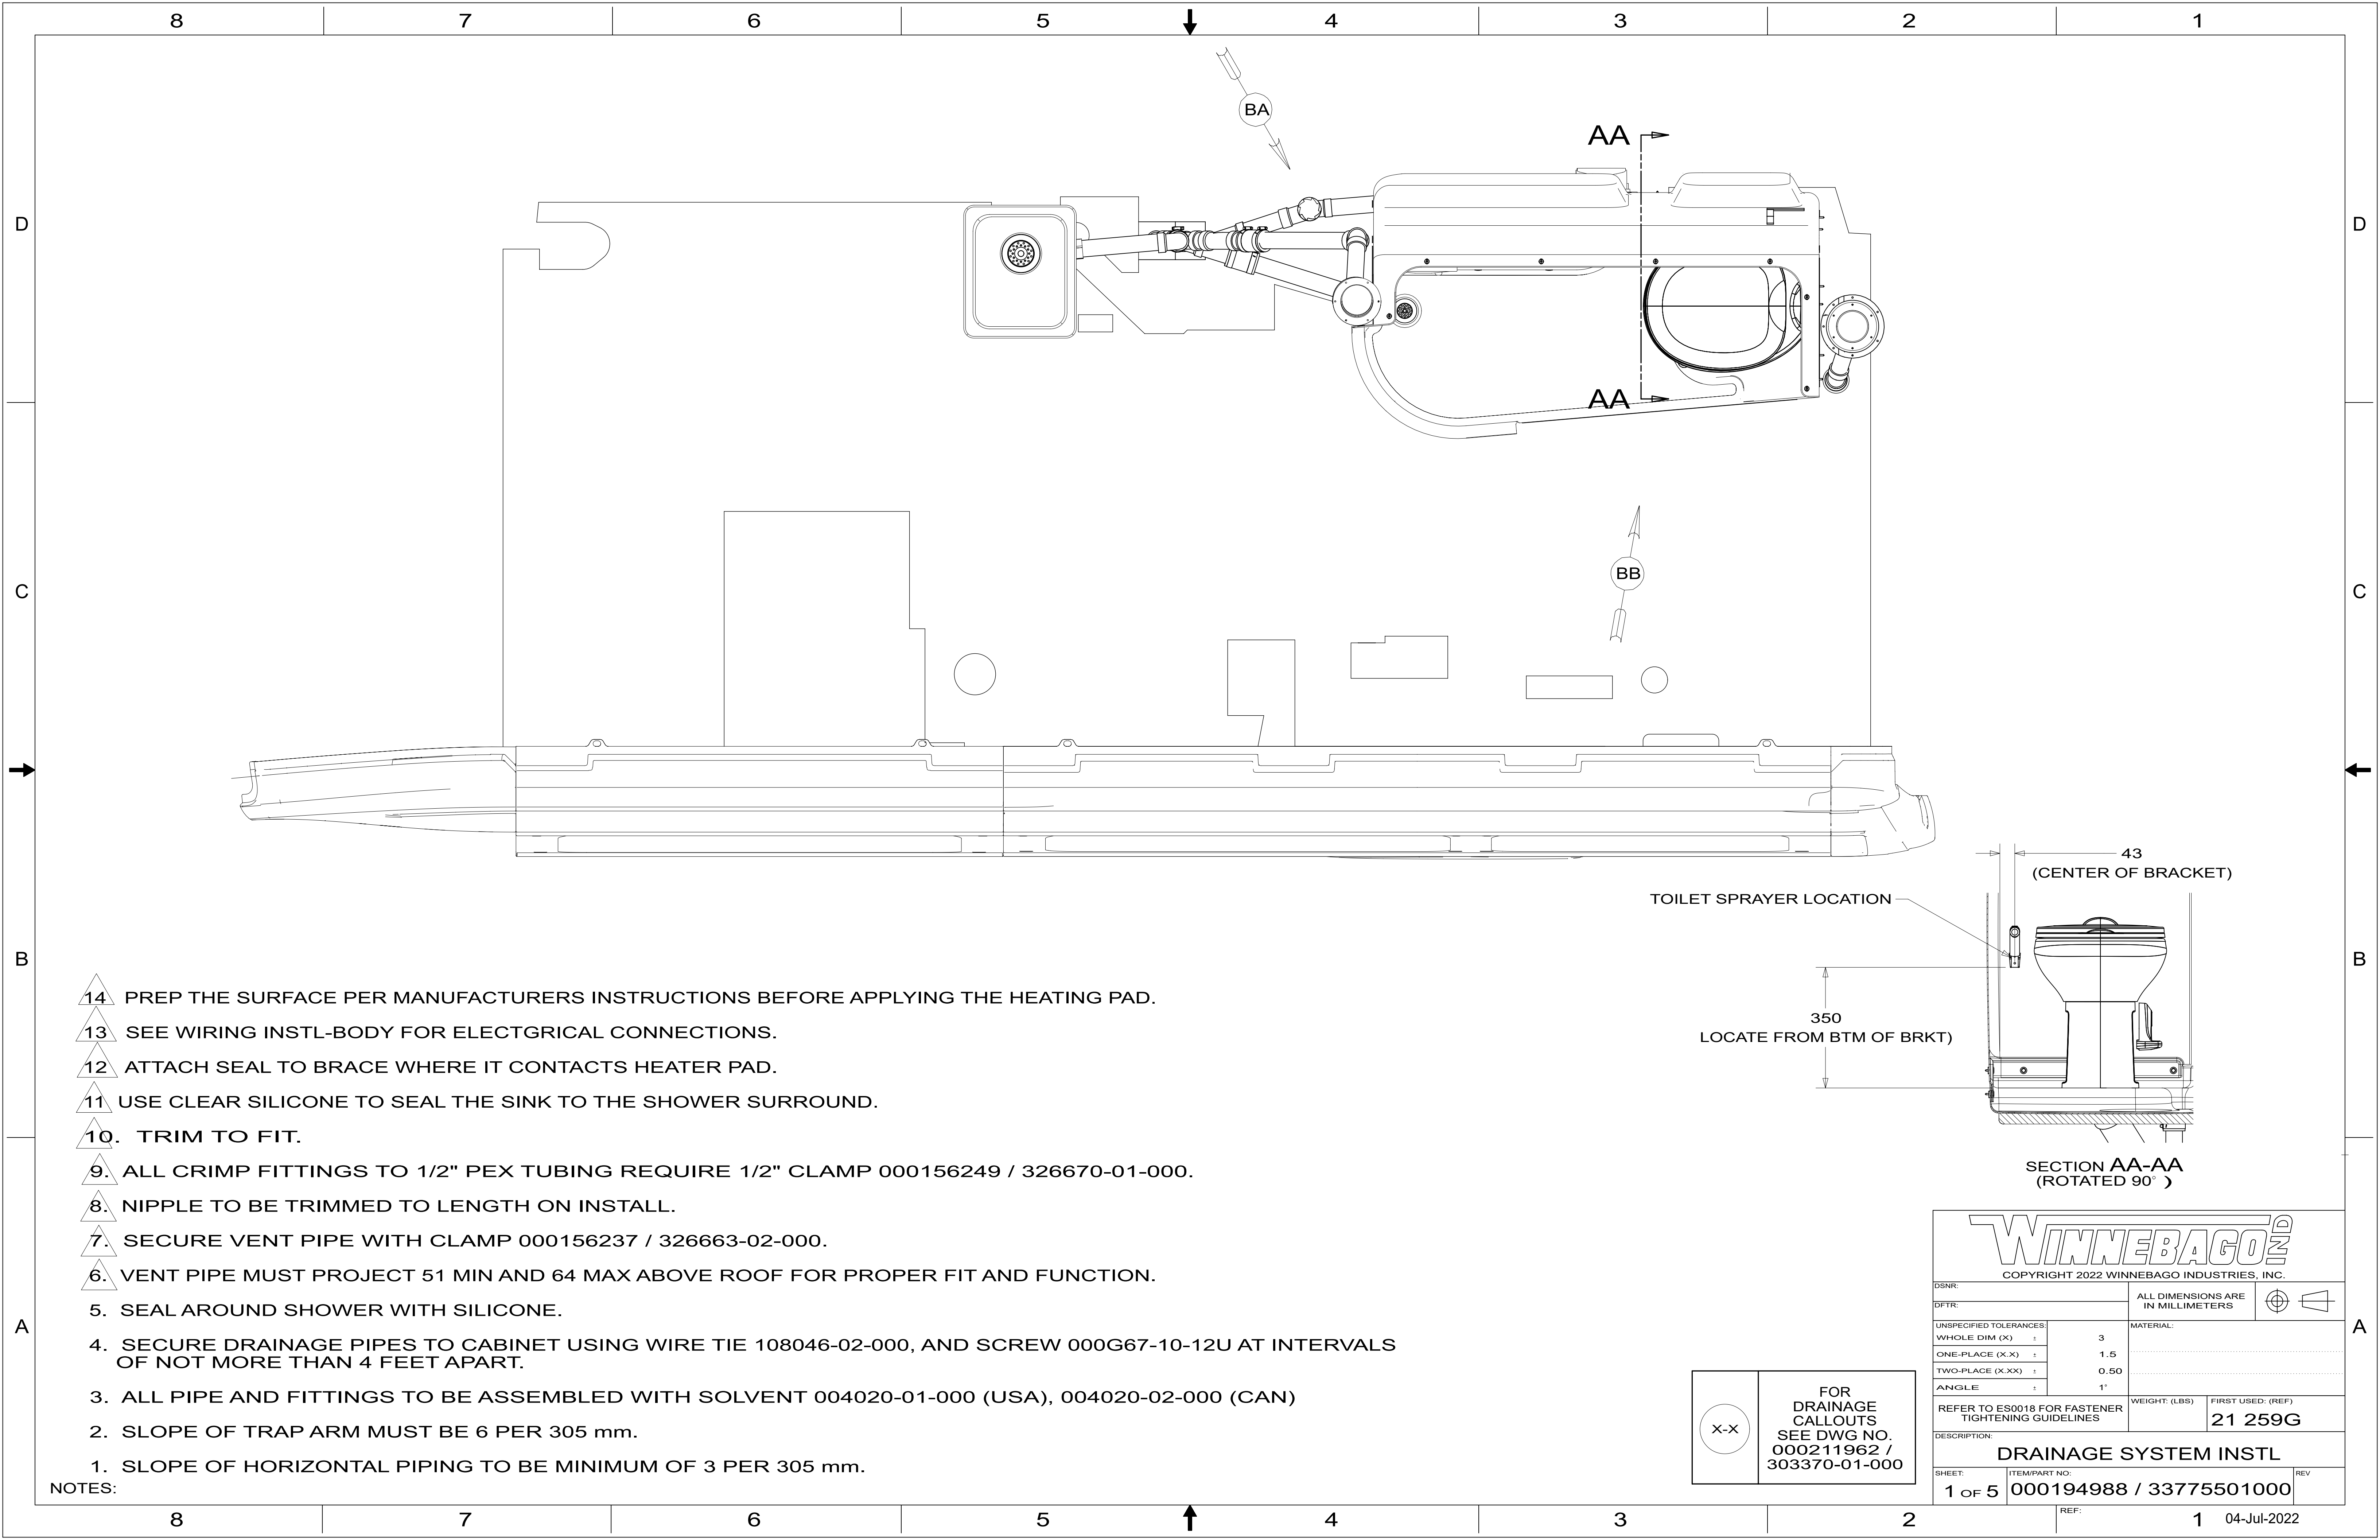 8 7 6 5 4 3 2 1
D
D
C
C
B
B
A
A
BA
AA
AA
BB
43
(CENTER OF BRACKET)
TOILET SPRAYER LOCATION
350
LOCATE FROM BTM OF BRKT)
SECTION AA-AA
(ROTATED 90° )
14 PREP THE SURFACE PER MANUFACTURERS INSTRUCTIONS BEFORE APPLYING THE HEATING PAD.
13 SEE WIRING INSTL-BODY FOR ELECTGRICAL CONNECTIONS.
12 ATTACH SEAL TO BRACE WHERE IT CONTACTS HEATER PAD.
11 USE CLEAR SILICONE TO SEAL THE SINK TO THE SHOWER SURROUND.
10. TRIM TO FIT.
9. ALL CRIMP FITTINGS TO 1/2" PEX TUBING REQUIRE 1/2" CLAMP 000156249 / 326670-01-000.
8. NIPPLE TO BE TRIMMED TO LENGTH ON INSTALL.
7. SECURE VENT PIPE WITH CLAMP 000156237 / 326663-02-000.
6. VENT PIPE MUST PROJECT 51 MIN AND 64 MAX ABOVE ROOF FOR PROPER FIT AND FUNCTION.
5. SEAL AROUND SHOWER WITH SILICONE.
4. SECURE DRAINAGE PIPES TO CABINET USING WIRE TIE 108046-02-000, AND SCREW 000G67-10-12U AT INTERVALS
OF NOT MORE THAN 4 FEET APART.
3. ALL PIPE AND FITTINGS TO BE ASSEMBLED WITH SOLVENT 004020-01-000 (USA), 004020-02-000 (CAN)
2. SLOPE OF TRAP ARM MUST BE 6 PER 305 mm.
1. SLOPE OF HORIZONTAL PIPING TO BE MINIMUM OF 3 PER 305 mm.
NOTES:
X-X
FOR
DRAINAGE
CALLOUTS
SEE DWG NO.
000211962 /
303370-01-000
WINNEBAGO IND
COPYRIGHT 2022 WINNEBAGO INDUSTRIES, INC.
DSNR:
DFTR:
ALL DIMENSIONS ARE
IN MILLIMETERS
UNSPECIFIED TOLERANCES:
WHOLE DIM (X) ± 3
ONE-PLACE (X.X) ± 1.5
TWO-PLACE (X.XX) ± 0.50
ANGLE ± 1°
MATERIAL:
REFER TO ES0018 FOR FASTENER
TIGHTENING GUIDELINES
WEIGHT: (LBS)
FIRST USED: (REF)
21 259G
DESCRIPTION:
DRAINAGE SYSTEM INSTL
SHEET:
1 OF 5
ITEM/PART NO:
000194988 / 33775501000
REV
8 7 6 5 4 3 2 1
REF:
04-Jul-2022